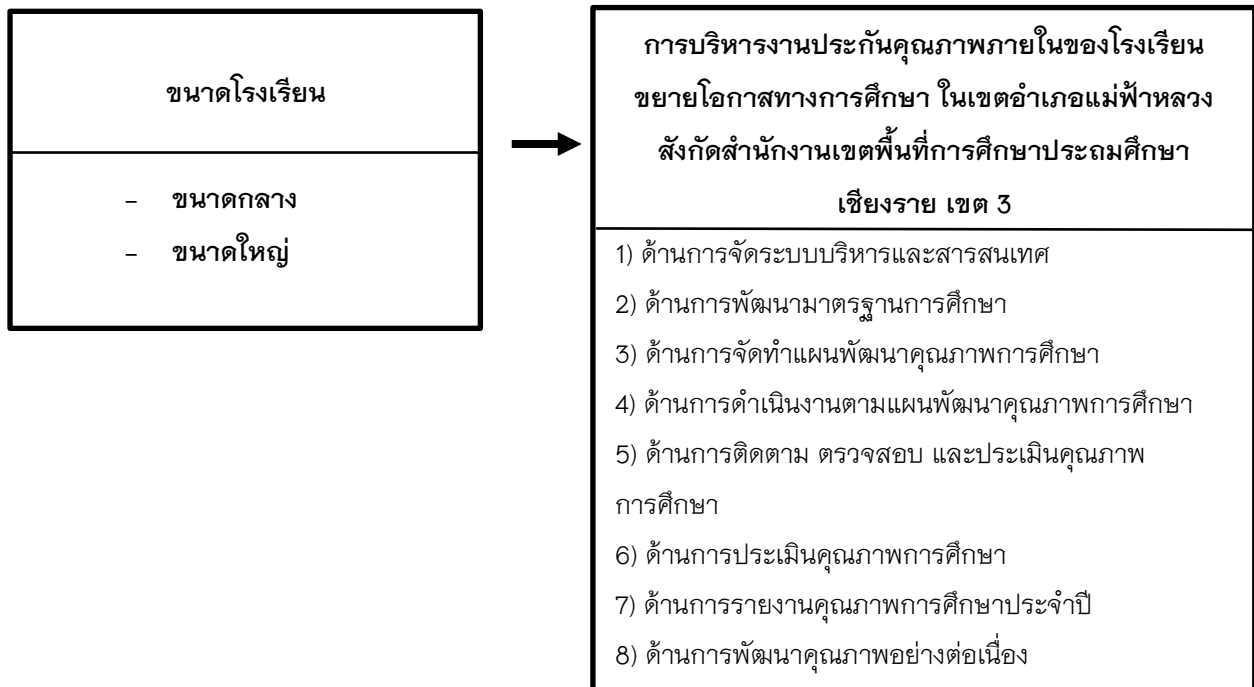 ขนาดโรงเรียน
- ขนาดกลาง
- ขนาดใหญ่
การบริหารงานประกันคุณภาพภายในของโรงเรียน
ขยายโอกาสทางการศึกษา ในเขตอำเภอแม่ฟ้าหลวง
สังกัดสำนักงานเขตพื้นที่การศึกษาประถมศึกษา
เชียงราย เขต 3
1) ด้านการจัดระบบบริหารและสารสนเทศ
2) ด้านการพัฒนามาตรฐานการศึกษา
3) ด้านการจัดทำแผนพัฒนาคุณภาพการศึกษา
4) ด้านการดำเนินงานตามแผนพัฒนาคุณภาพการศึกษา
5) ด้านการติดตาม ตรวจสอบ และประเมินคุณภาพ
การศึกษา
6) ด้านการประเมินคุณภาพการศึกษา
7) ด้านการรายงานคุณภาพการศึกษาประจำปี
8) ด้านการพัฒนาคุณภาพอย่างต่อเนื่อง